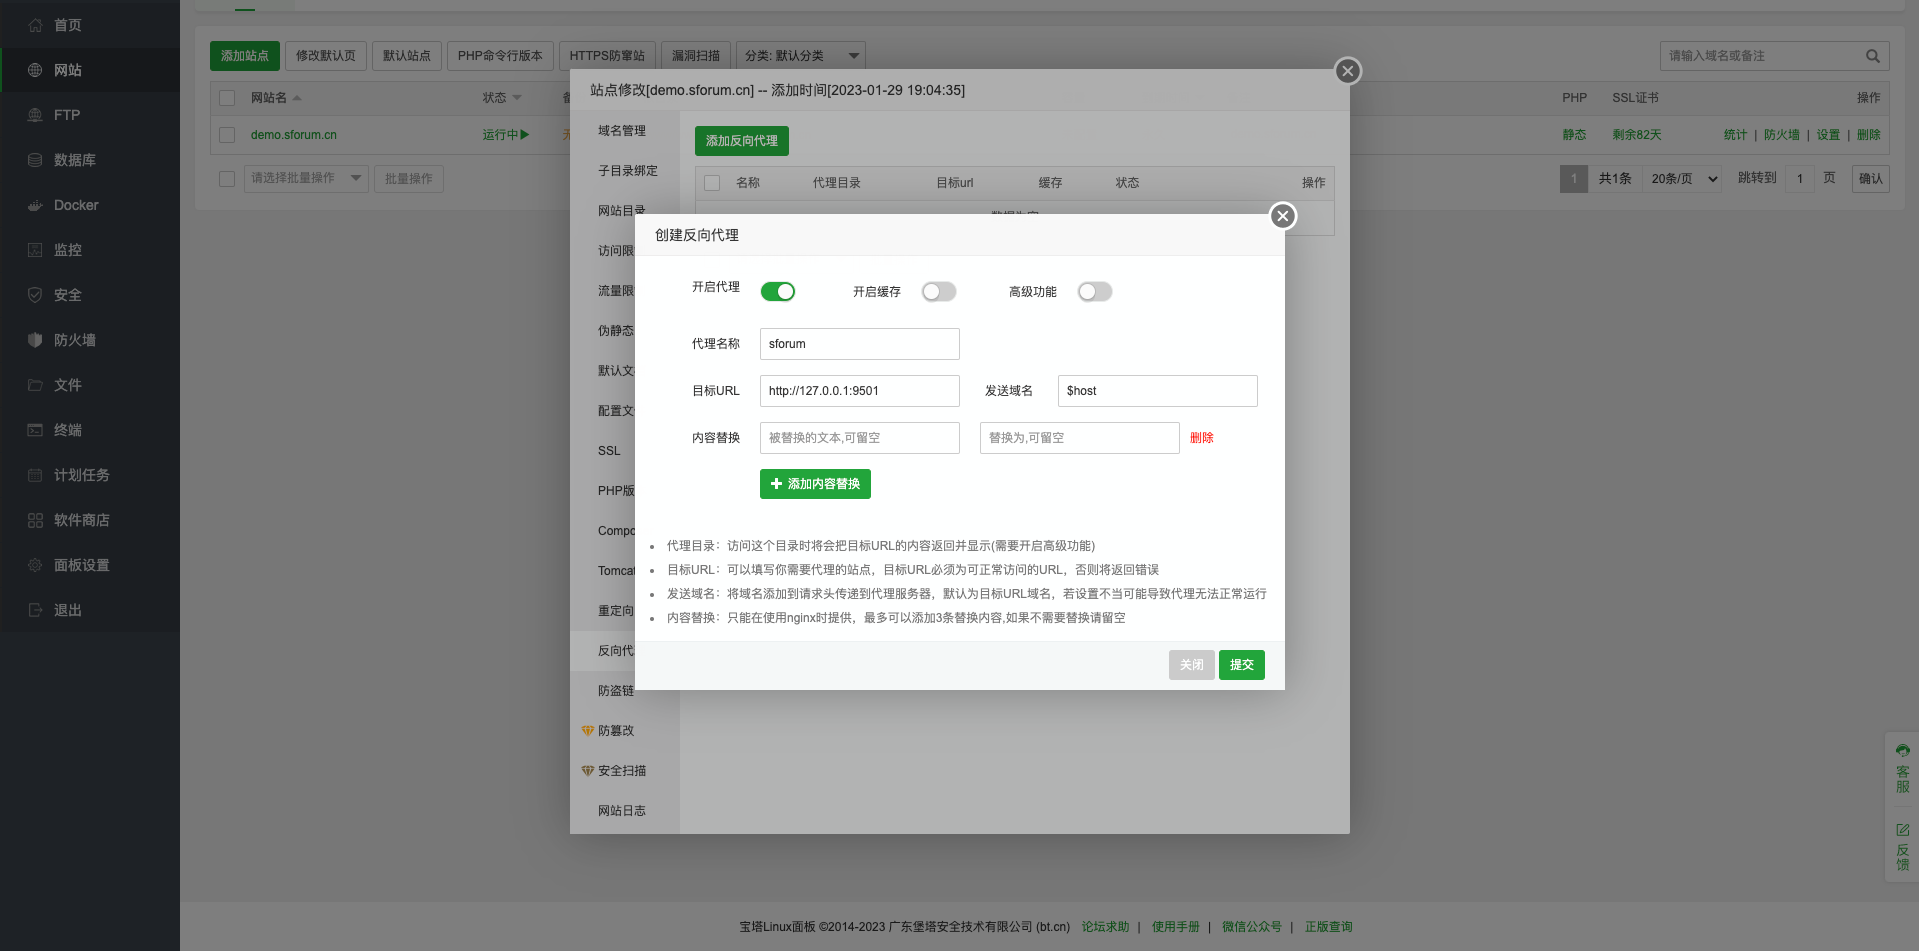 首页
网站
FTP
数据库
Docker
监控
安全
防火墙
文件
终端
计划任务
软件商店
面板设置
退出
添加站点 修改默认页 默认站点 PHP命令行版本 HTTPS防窜站 漏洞扫描 分类: 默认分类 请输入域名或备注
网站名 状态 PHP SSL证书 操作
demo.sforum.cn 运行中 静态 剩余82天 统计 | 防火墙 | 设置 | 删除
请选择批量操作 批量操作 1 共1条 20条/页 跳转到 1 页 确认
站点修改[demo.sforum.cn] -- 添加时间[2023-01-29 19:04:35]
域名管理
子目录绑定
网站目录
访问限
流量限
伪静态
默认文
配置文
SSL
PHP版
Compo
Tomcat
重定向
反向代
防盗链
防篡改
安全扫描
网站日志
添加反向代理
名称 代理目录 目标url 缓存 状态 操作
创建反向代理
开启代理 开启缓存 高级功能
代理名称 sforum
目标URL http://127.0.0.1:9501 发送域名 $host
内容替换 被替换的文本,可留空 替换为,可留空 删除
添加内容替换
代理目录：访问这个目录时将会把目标URL的内容返回并显示(需要开启高级功能)
目标URL：可以填写你需要代理的站点，目标URL必须为可正常访问的URL，否则将返回错误
发送域名：将域名添加到请求头传递到代理服务器，默认为目标URL域名，若设置不当可能导致代理无法正常运行
内容替换：只能在使用nginx时提供，最多可以添加3条替换内容,如果不需要替换请留空
关闭 提交
客服
反馈
宝塔Linux面板 ©2014-2023 广东堡塔安全技术有限公司 (bt.cn) 论坛求助 | 使用手册 | 微信公众号 | 正版查询